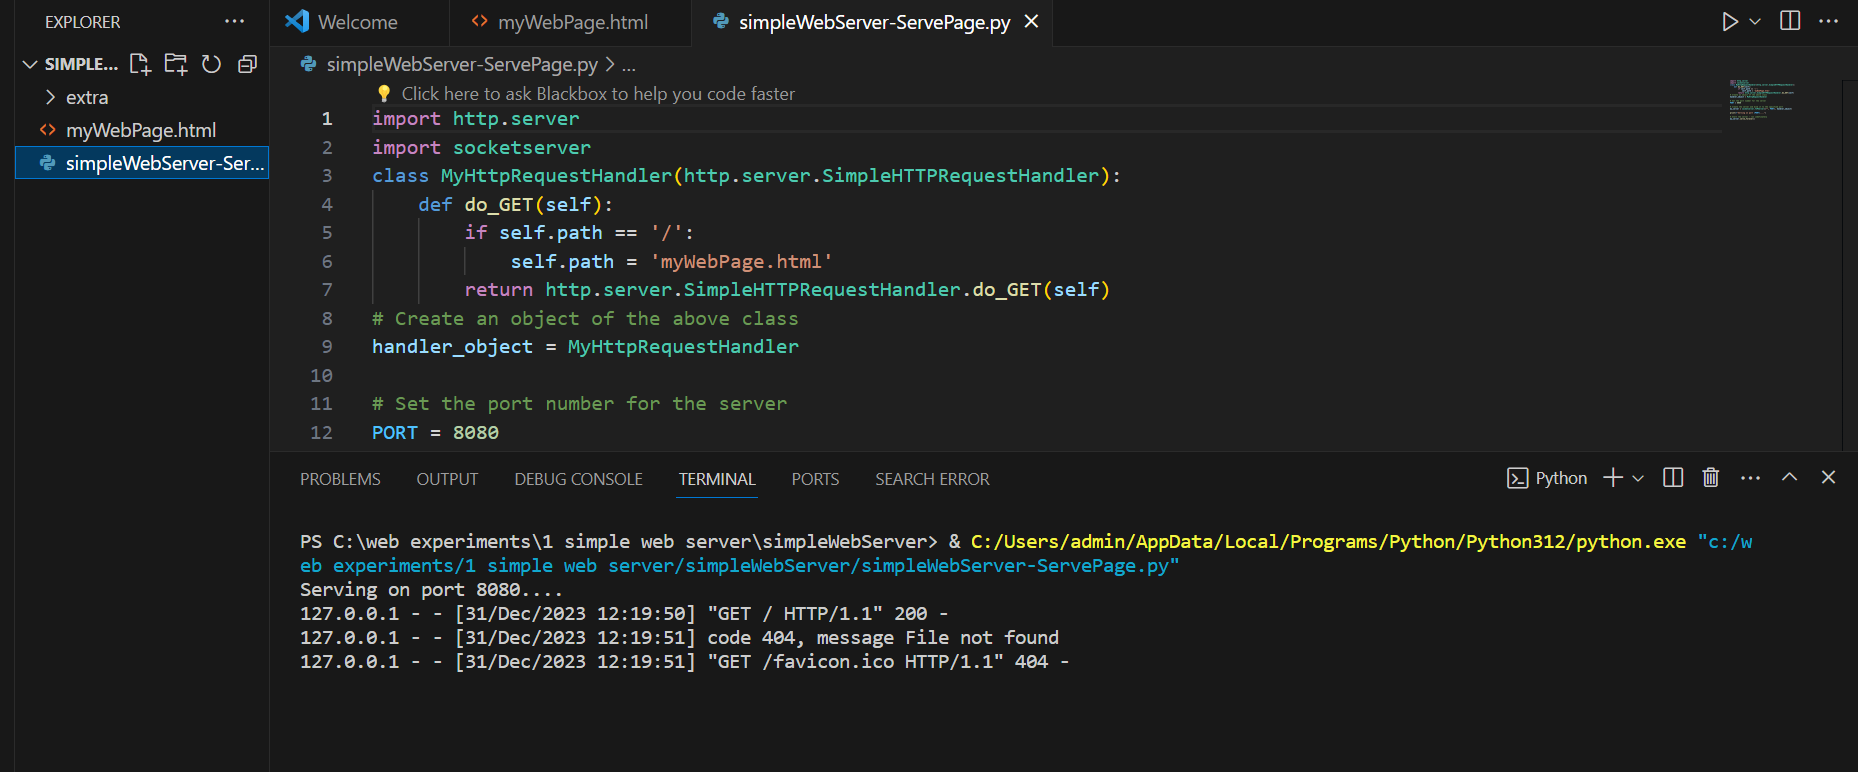 EXPLORER ...
Welcome
myWebPage.html
simpleWebServer-ServePage.py
SIMPLE...
extra
myWebPage.html
simpleWebServer-Ser...
simpleWebServer-ServePage.py > ...
Click here to ask Blackbox to help you code faster
1 import http.server
2 import socketserver
3 class MyHttpRequestHandler(http.server.SimpleHTTPRequestHandler):
4 def do_GET(self):
5 if self.path == '/':
6 self.path = 'myWebPage.html'
7 return http.server.SimpleHTTPRequestHandler.do_GET(self)
8 # Create an object of the above class
9 handler_object = MyHttpRequestHandler
10
11 # Set the port number for the server
12 PORT = 8080
PROBLEMS OUTPUT DEBUG CONSOLE TERMINAL PORTS SEARCH ERROR
Python
PS C:\web experiments\1 simple web server\simpleWebServer> & C:/Users/admin/AppData/Local/Programs/Python/Python312/python.exe "c:/w
eb experiments/1 simple web server/simpleWebServer/simpleWebServer-ServePage.py"
Serving on port 8080....
127.0.0.1 - - [31/Dec/2023 12:19:50] "GET / HTTP/1.1" 200 -
127.0.0.1 - - [31/Dec/2023 12:19:51] code 404, message File not found
127.0.0.1 - - [31/Dec/2023 12:19:51] "GET /favicon.ico HTTP/1.1" 404 -